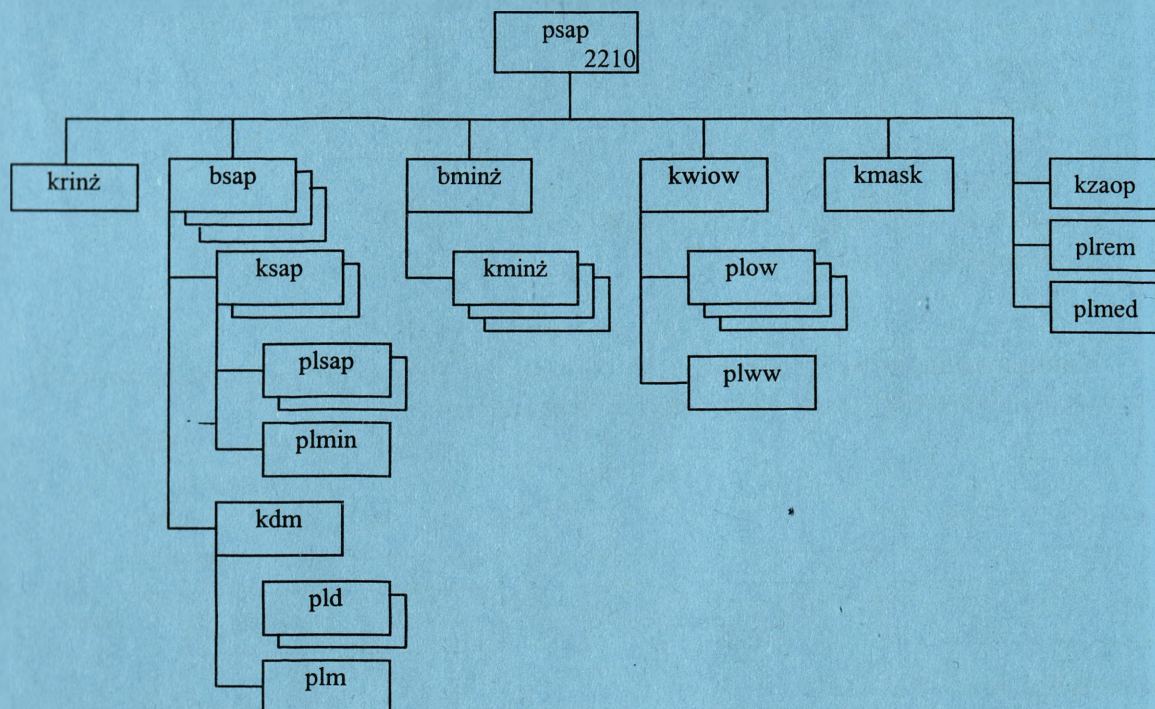 psap
2210
krinż
bsap
bminż
kwiow
kmask
kzaop
plrem
plmed
ksap
kminż
plow
plsap
plww
plmin
kdm
pld
plm